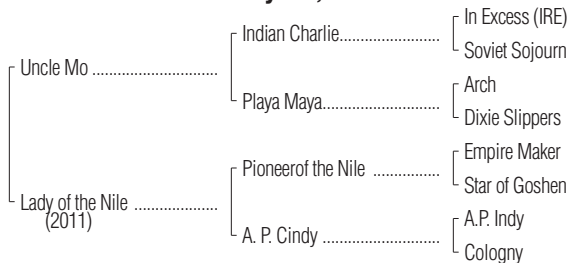 In Excess (IRE)
Indian Charlie....................
Soviet Sojourn
Uncle Mo .........................
Arch
Playa Maya.......................
Dixie Slippers
Empire Maker
Pioneerof the Nile .............
Star of Goshen
Lady of the Nile ................
(2011)
A.P. Indy
A. P. Cindy .......................
Cologny